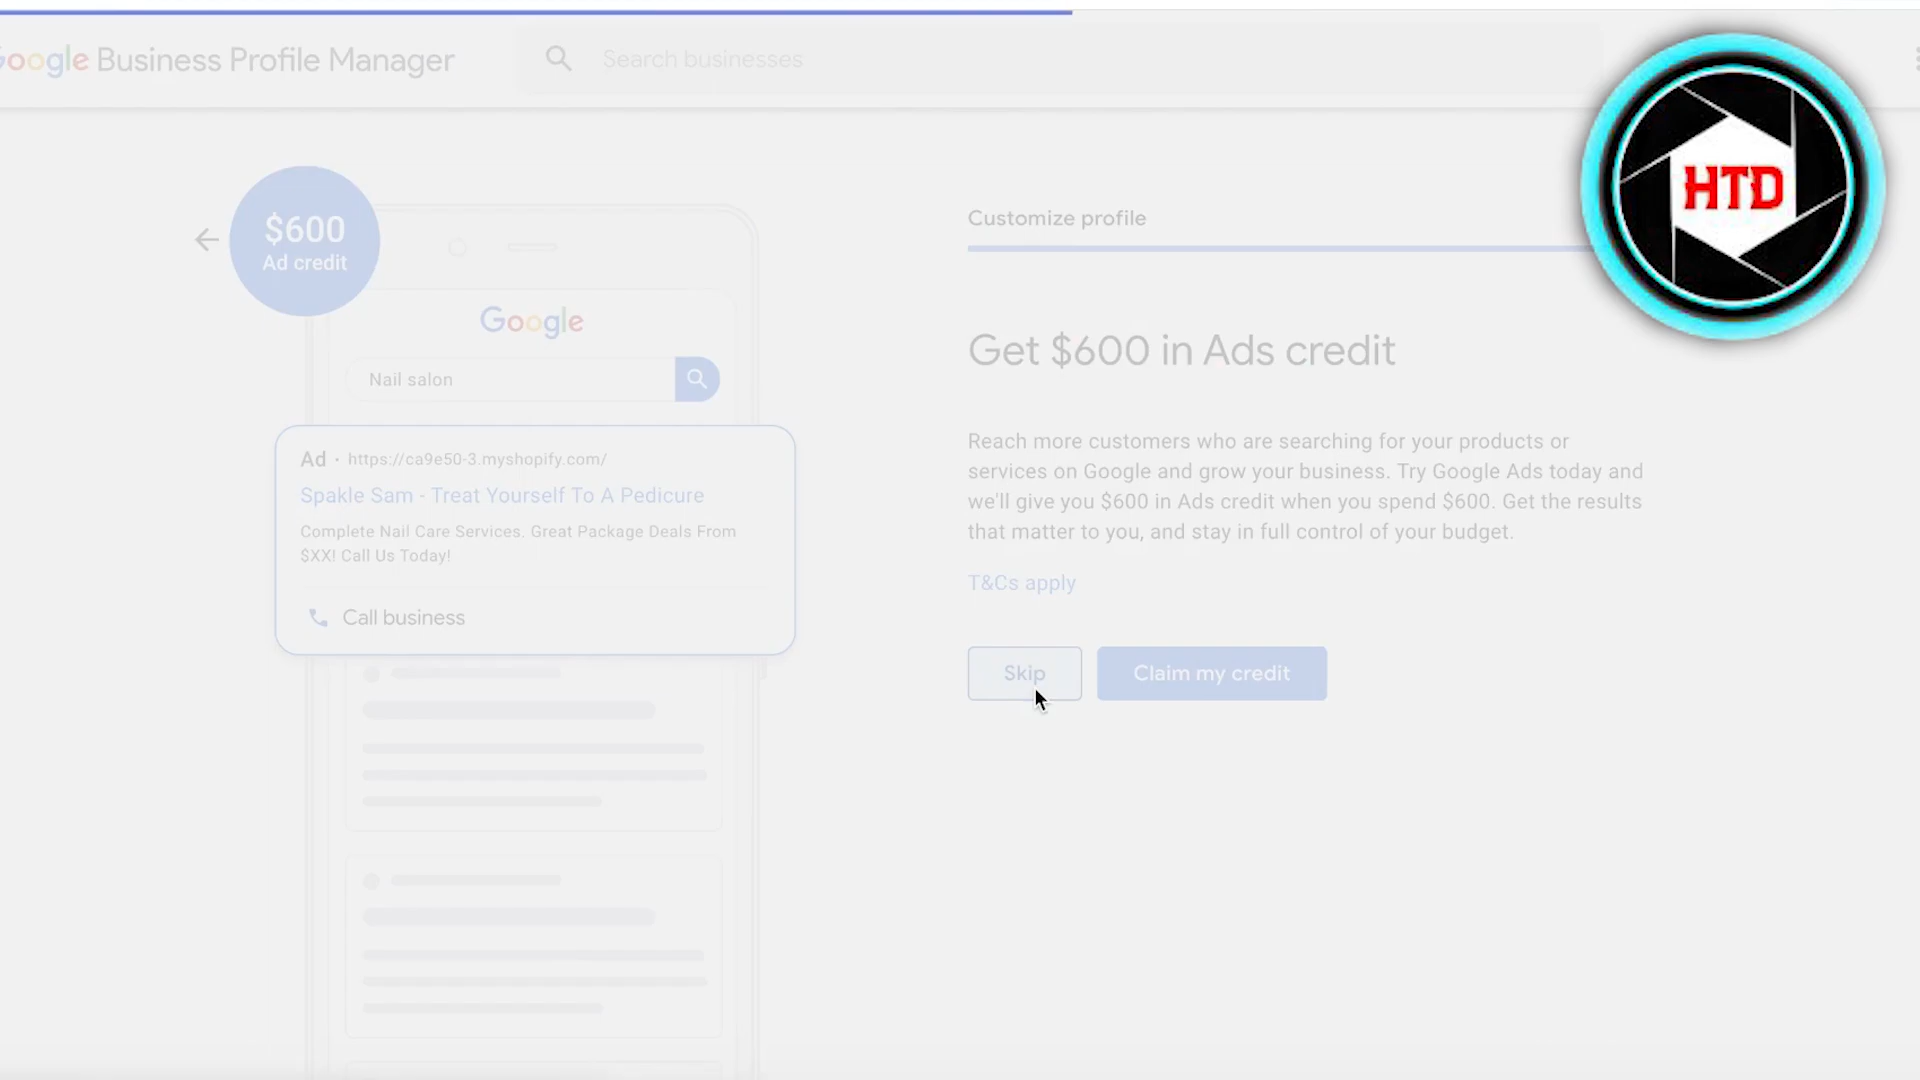 Google Business Profile Manager
Search businesses
HTD
$600
Ad credit
Google
Nail salon
Ad · https://ca9e50-3.myshopify.com/
Spakle Sam - Treat Yourself To A Pedicure
Complete Nail Care Services. Great Package Deals From
$XX! Call Us Today!
Call business
Customize profile
Get $600 in Ads credit
Reach more customers who are searching for your products or
services on Google and grow your business. Try Google Ads today and
we'll give you $600 in Ads credit when you spend $600. Get the results
that matter to you, and stay in full control of your budget.
T&Cs apply
Skip
Claim my credit